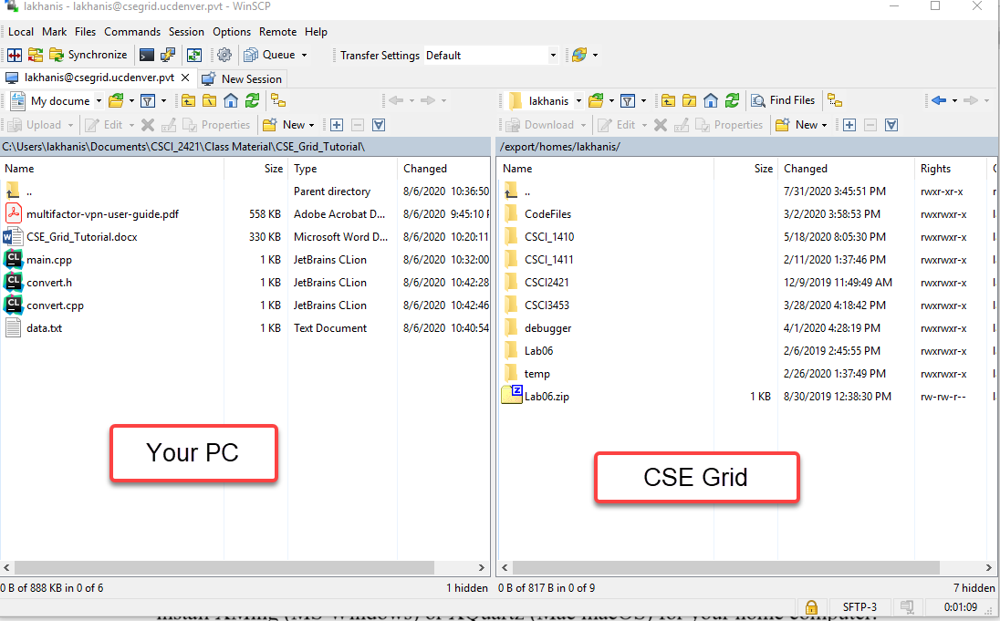 lakhanis - lakhanis@csegrid.ucdenver.pvt - WinSCP
Local Mark Files Commands Session Options Remote Help
Synchronize Queue Transfer Settings Default
lakhanis@csegrid.ucdenver.pvt × New Session
My docume lakhanis Find Files
Upload Edit Properties New Download Edit Properties New
C:\Users\lakhanis\Documents\CSCI_2421\Class Material\CSE_Grid_Tutorial\ /export/homes/lakhanis/
Name Size Type Changed Name Size Changed Rights
.. Parent directory 8/6/2020 10:36:50 .. 7/31/2020 3:45:51 PM rwxr-xr-x
multifactor-vpn-user-guide.pdf 558 KB Adobe Acrobat D... 8/6/2020 9:45:10 CodeFiles 3/2/2020 3:58:53 PM rwxrwxr-x
CSE_Grid_Tutorial.docx 330 KB Microsoft Word D... 8/6/2020 10:20:11 CSCI_1410 5/18/2020 8:05:30 PM rwxrwxr-x
main.cpp 1 KB JetBrains CLion 8/6/2020 10:32:00 CSCI_1411 2/11/2020 1:37:46 PM rwxrwxr-x
convert.h 1 KB JetBrains CLion 8/6/2020 10:42:28 CSCI2421 12/9/2019 11:49:49 AM rwxrwxr-x
convert.cpp 1 KB JetBrains CLion 8/6/2020 10:42:46 CSCI3453 3/28/2020 4:18:42 PM rwxrwxr-x
data.txt 1 KB Text Document 8/6/2020 10:40:54 debugger 4/1/2020 4:28:19 PM rwxrwxr-x
Lab06 2/6/2019 2:45:55 PM rwxrwxr-x
temp 2/26/2020 1:37:49 PM rwxrwxr-x
Lab06.zip 1 KB 8/30/2019 12:38:30 PM rw-rw-r--
Your PC
CSE Grid
0 B of 888 KB in 0 of 6 1 hidden 0 B of 817 B in 0 of 9 7 hidden
SFTP-3 0:01:09
install XMing (MS Windows) or XQuartz (Mac macOS) for your home computer.